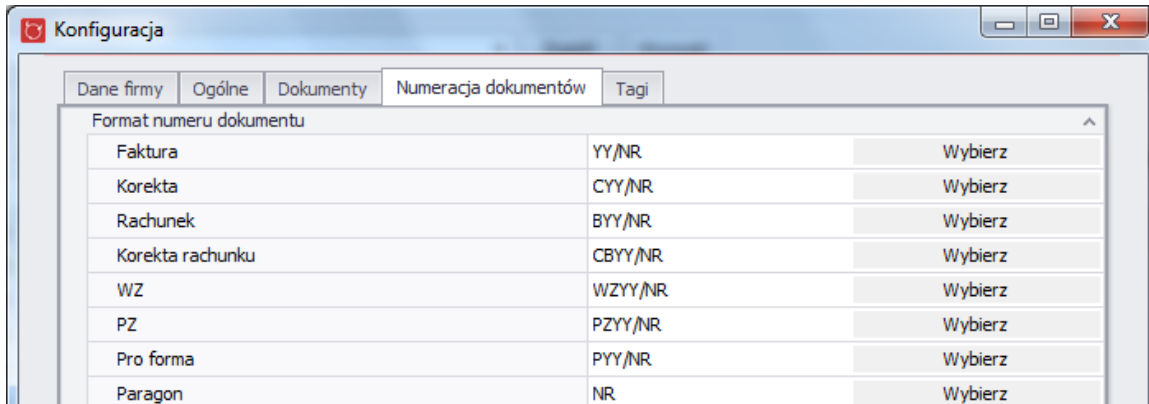 Konfiguracja
Dane firmy Ogólne Dokumenty Numeracja dokumentów Tagi
Format numeru dokumentu
Faktura YY/NR Wybierz
Korekta CYY/NR Wybierz
Rachunek BYY/NR Wybierz
Korekta rachunku CBYY/NR Wybierz
WZ WZYY/NR Wybierz
PZ PZYY/NR Wybierz
Pro forma PYY/NR Wybierz
Paragon NR Wybierz